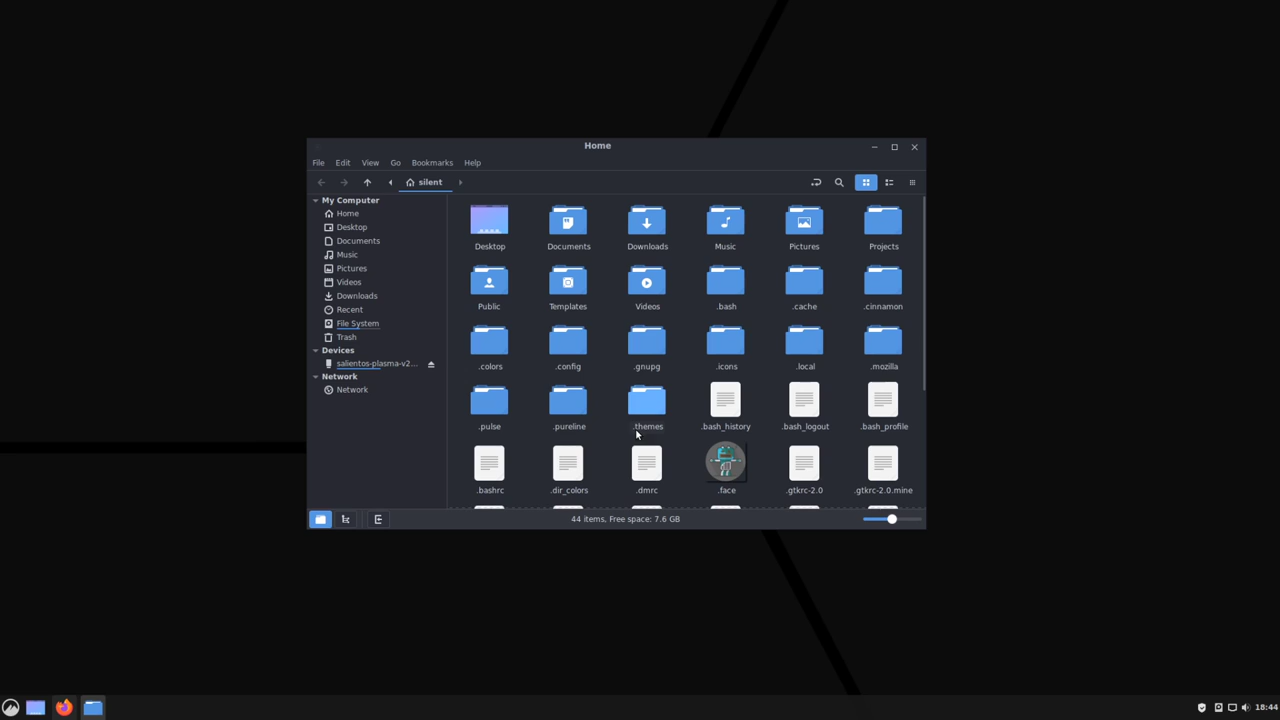 Home
File Edit View Go Bookmarks Help
silent
My Computer
Home
Desktop
Documents
Music
Pictures
Videos
Downloads
Recent
File System
Trash
Devices
salientos-plasma-v2...
Network
Network
Desktop Documents Downloads Music Pictures Projects
Public Templates Videos .bash .cache .cinnamon
.colors .config .gnupg .icons .local .mozilla
.pulse .pureline .themes .bash_history .bash_logout .bash_profile
.bashrc .dir_colors .dmrc .face .gtkrc-2.0 .gtkrc-2.0.mine
44 items, Free space: 7.6 GB
18:44